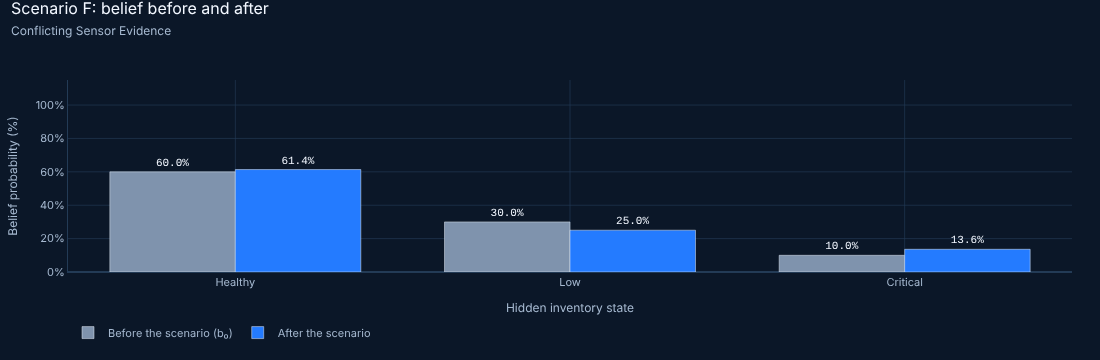 Scenario F: belief before and after
Conflicting Sensor Evidence
Belief probability (%)
100%
80%
60%
40%
20%
0%
60.0%
61.4%
30.0%
25.0%
10.0%
13.6%
Healthy
Low
Critical
Hidden inventory state
Before the scenario (b₀)
After the scenario